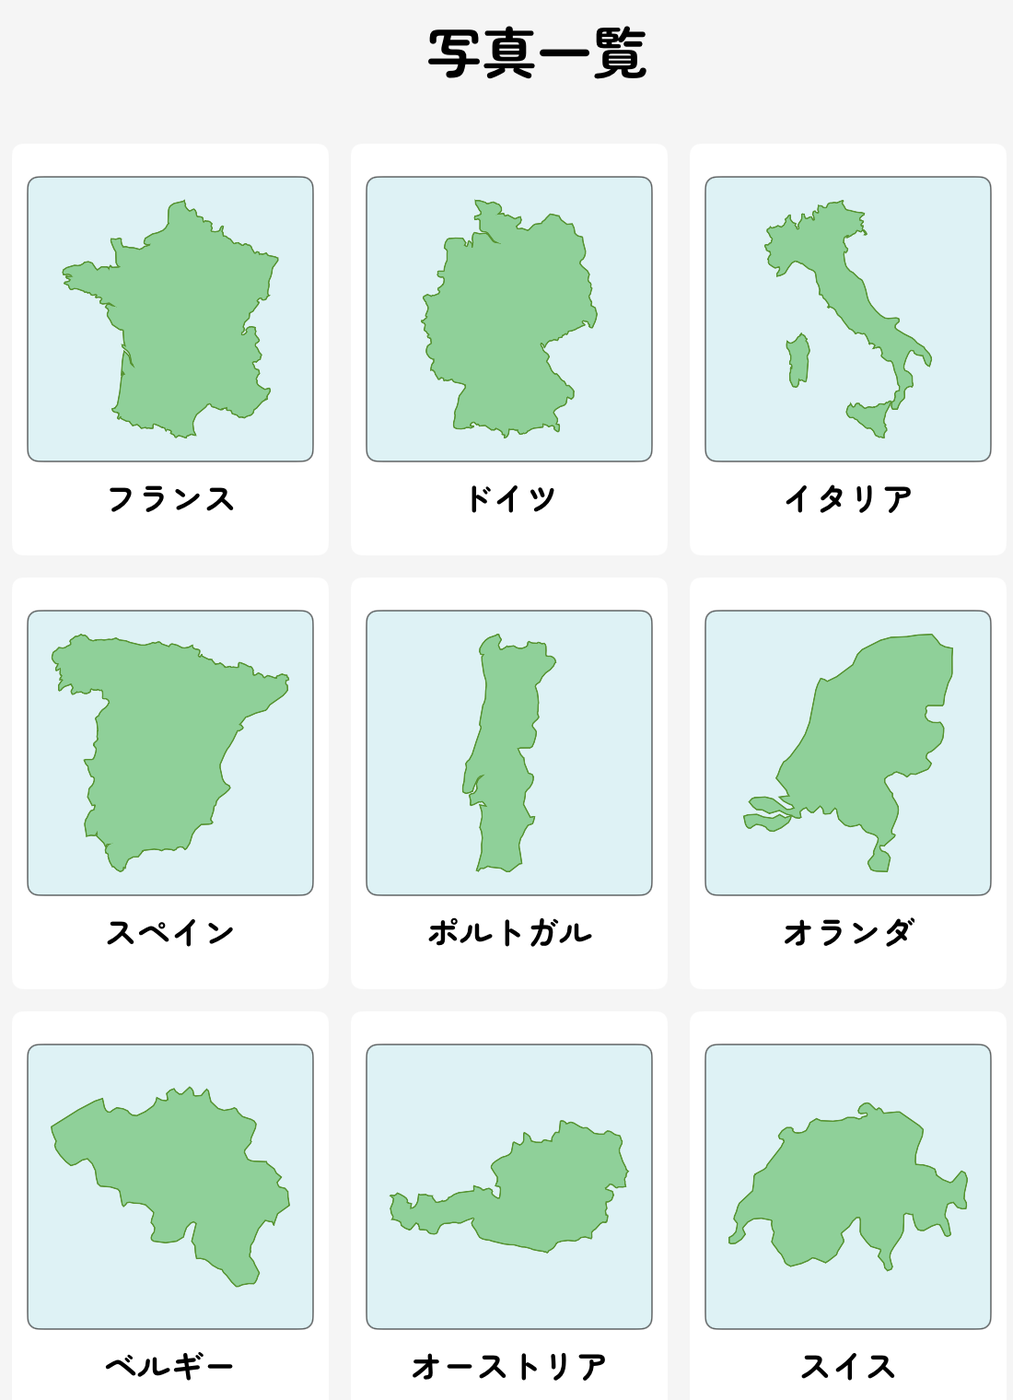 写真一覧
フランス
ドイツ
イタリア
スペイン
ポルトガル
オランダ
ベルギー
オーストリア
スイス